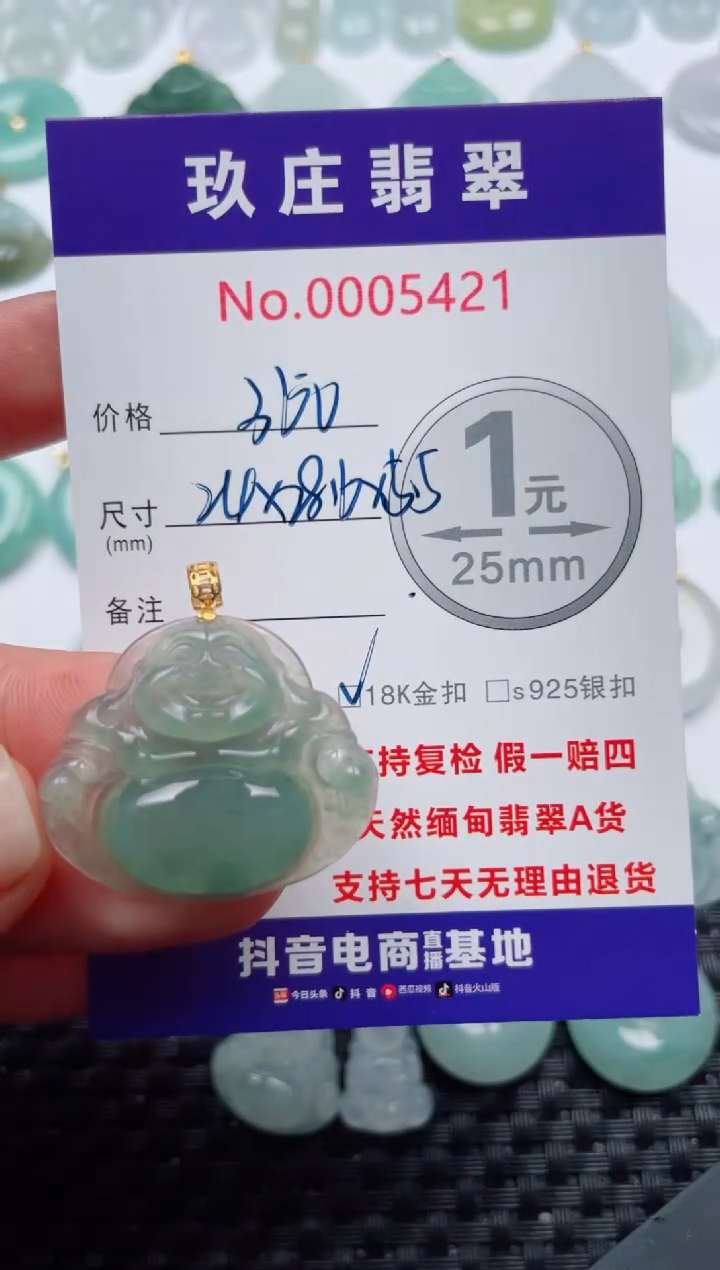 玖庄翡翠
No.0005421
价格
尺寸
(mm)
备注
1元
25mm
☑18K金扣 □s925银扣
持复检 假一赔四
天然缅甸翡翠A货
支持七天无理由退货
抖音电商直播基地
头条 今日头条 抖音 西瓜视频 抖音火山版